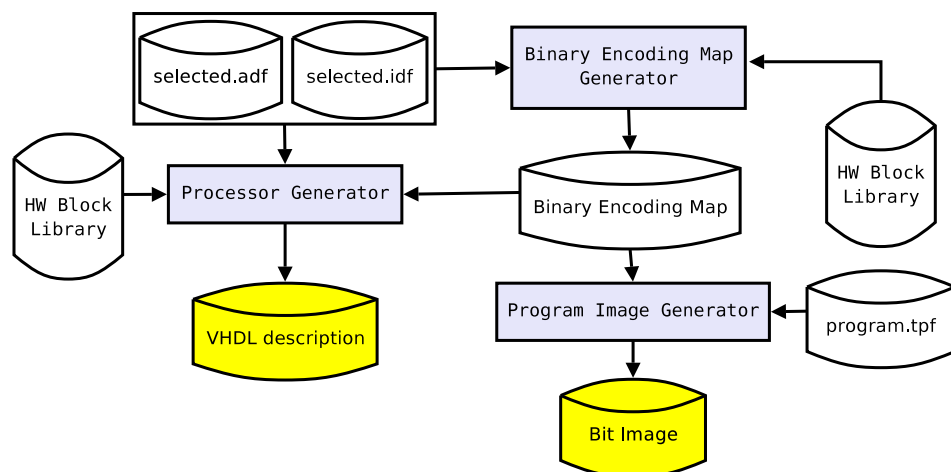 selected.adf
selected.idf
Binary Encoding Map
Generator
HW Block
Library
Processor Generator
Binary Encoding Map
HW Block
Library
VHDL description
Program Image Generator
program.tpf
Bit Image